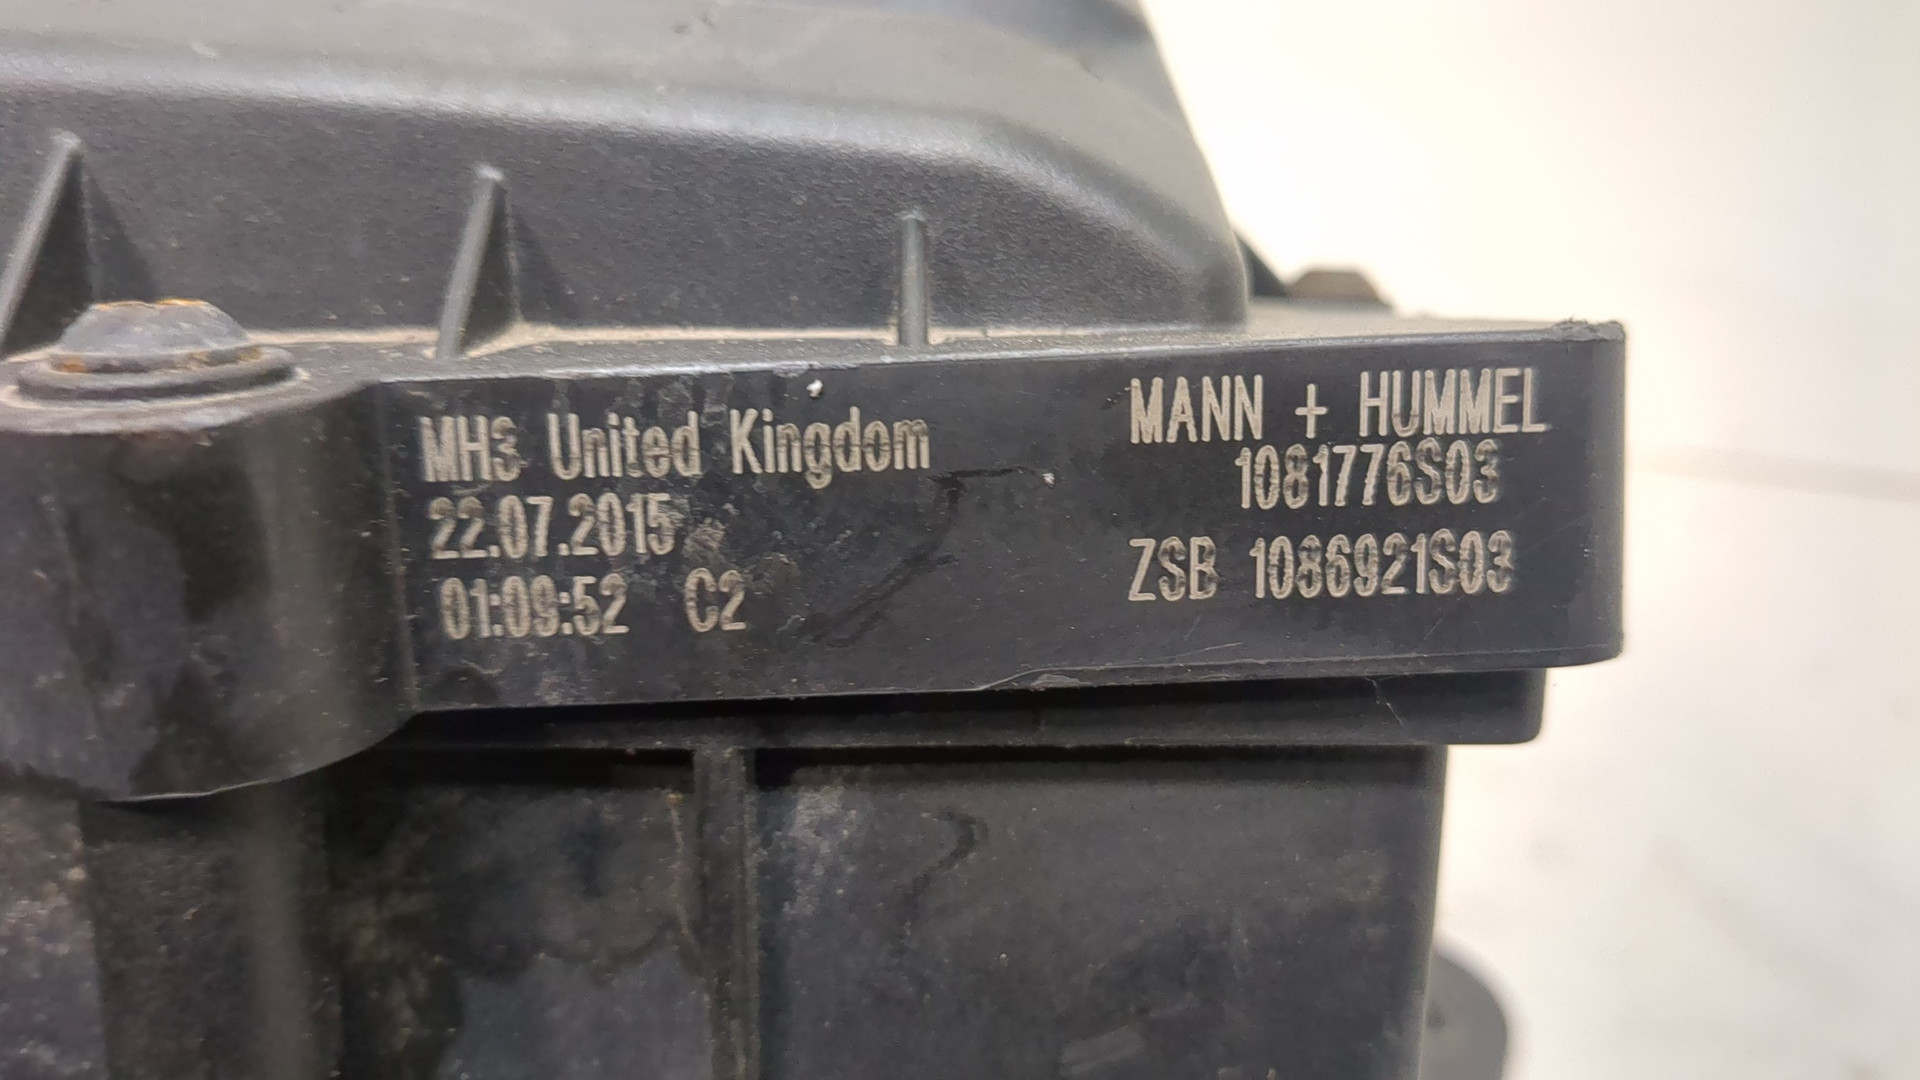 MH3 United Kingdom
22.07.2015
01:09:52 C2
MANN + HUMMEL
1081776S03
ZSB 1086921S03